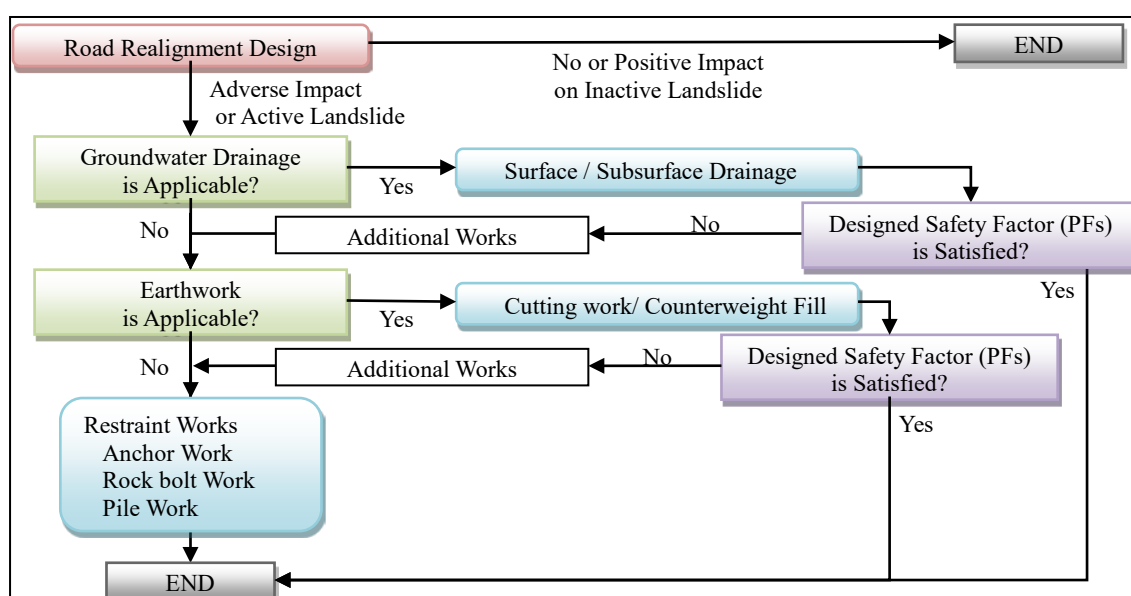 Road Realignment Design
END
No or Positive Impact
on Inactive Landslide
Adverse Impact
or Active Landslide
Groundwater Drainage
is Applicable?
Yes
Surface / Subsurface Drainage
No
Additional Works
No
Designed Safety Factor (PFs)
is Satisfied?
Yes
Earthwork
is Applicable?
Yes
Cutting work/ Counterweight Fill
No
Additional Works
No
Designed Safety Factor (PFs)
is Satisfied?
Yes
Restraint Works
Anchor Work
Rock bolt Work
Pile Work
END